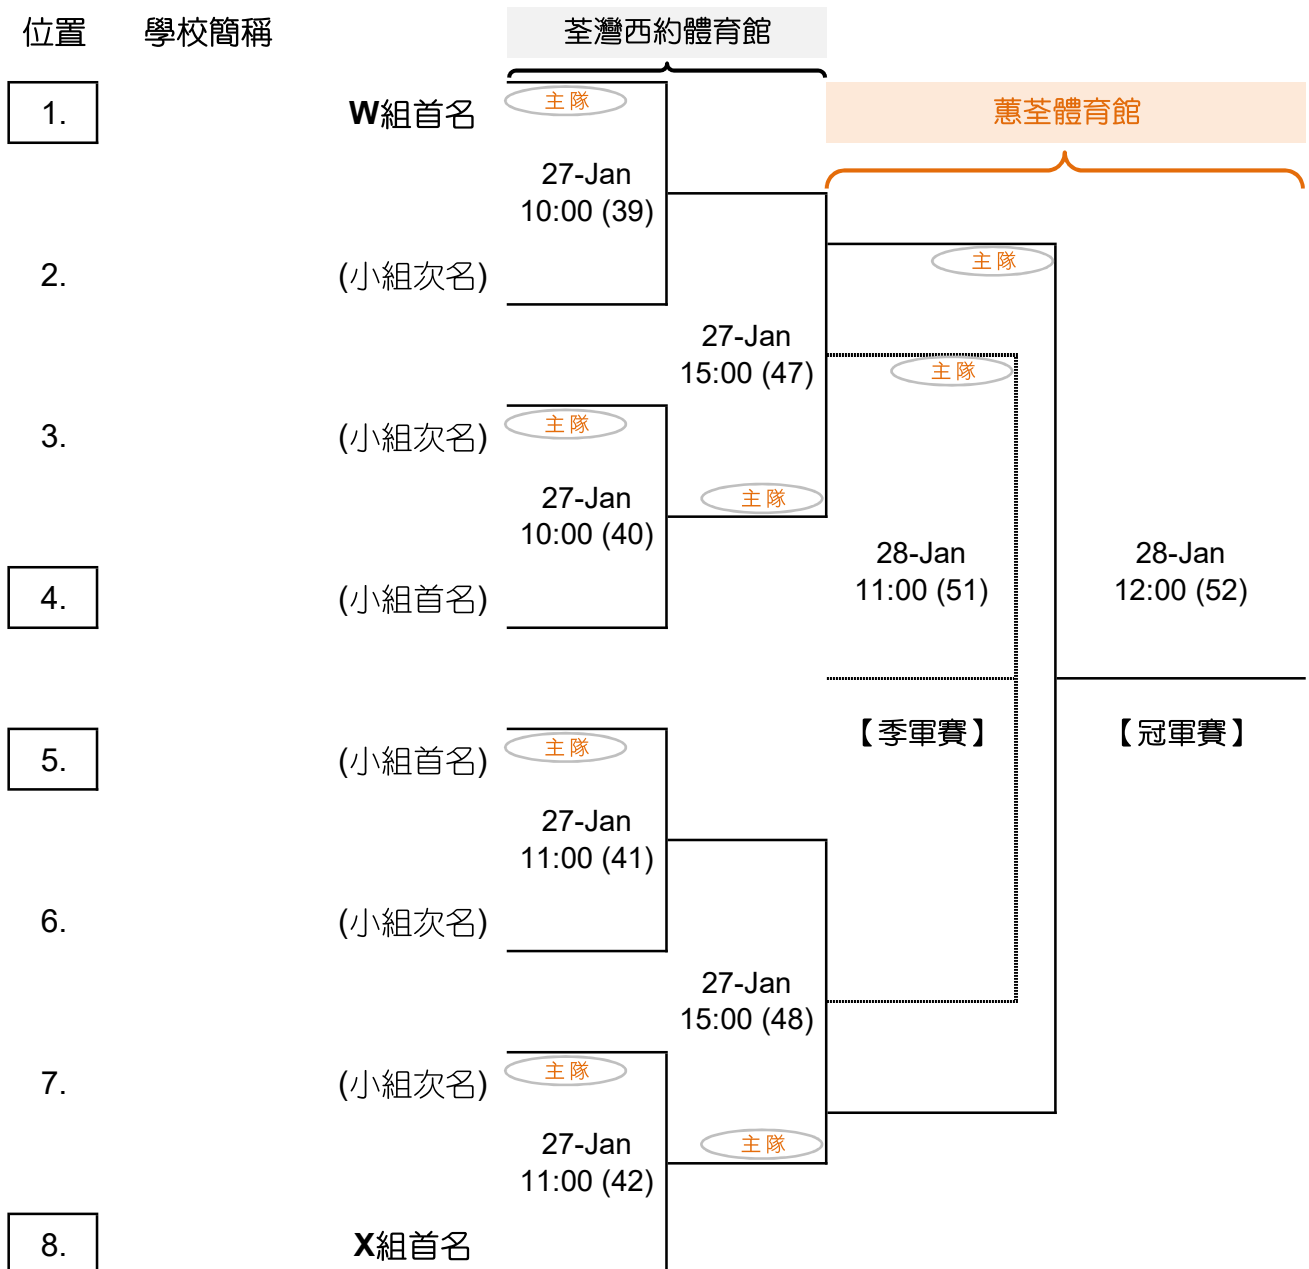 位置 學校簡稱 荃灣西約體育館
1. W組首名 主隊 蕙荃體育館
27-Jan
10:00 (39)
2. (小組次名) 主隊
27-Jan
15:00 (47) 主隊
3. (小組次名) 主隊
27-Jan
10:00 (40) 主隊
28-Jan
11:00 (51)
28-Jan
12:00 (52)
4. (小組首名)
【季軍賽】 【冠軍賽】
5. (小組首名) 主隊
27-Jan
11:00 (41)
6. (小組次名)
27-Jan
15:00 (48)
7. (小組次名) 主隊
27-Jan
11:00 (42) 主隊
8. X組首名